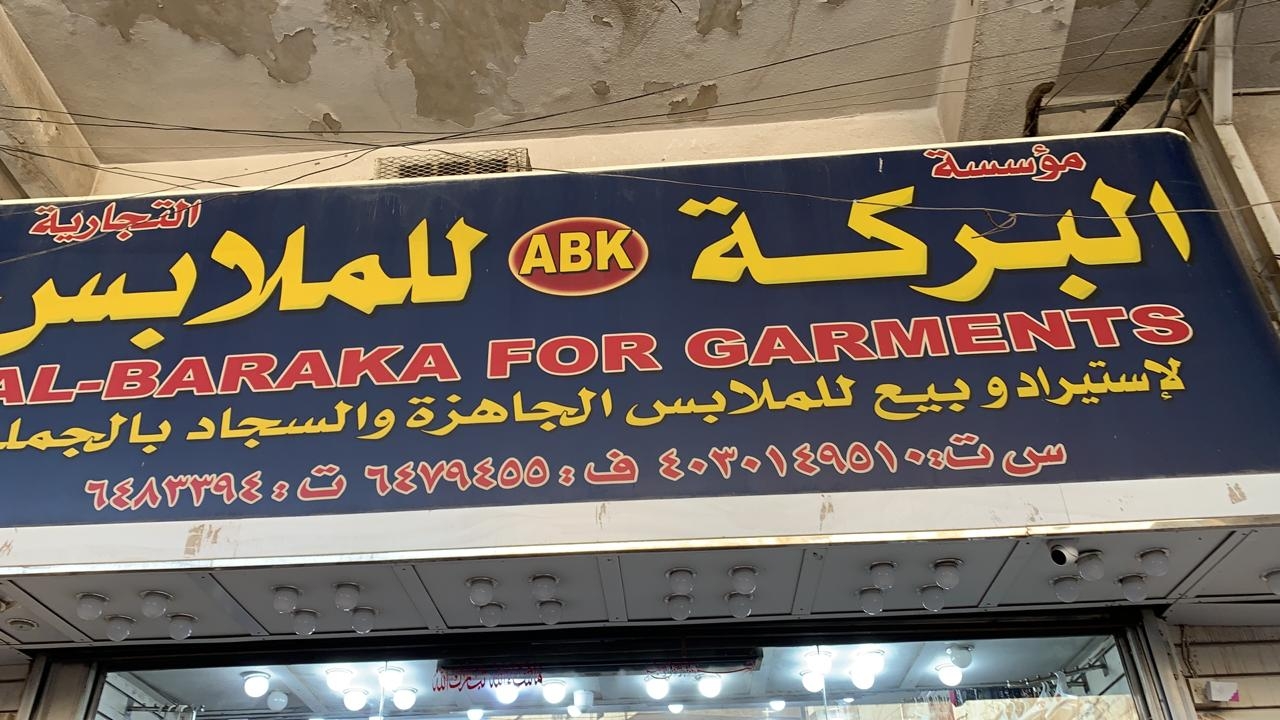 مؤسسة
البركة ABK للملابس
التجارية
AL-BARAKA FOR GARMENTS
لإستيراد و بيع للملابس الجاهزة والسجاد بالجملة
س ت: ٤٠٣٠١٤٩٥١٠ ف: ٦٤٧٩٤٥٥ ت: ٦٤٨٣٣٩٤